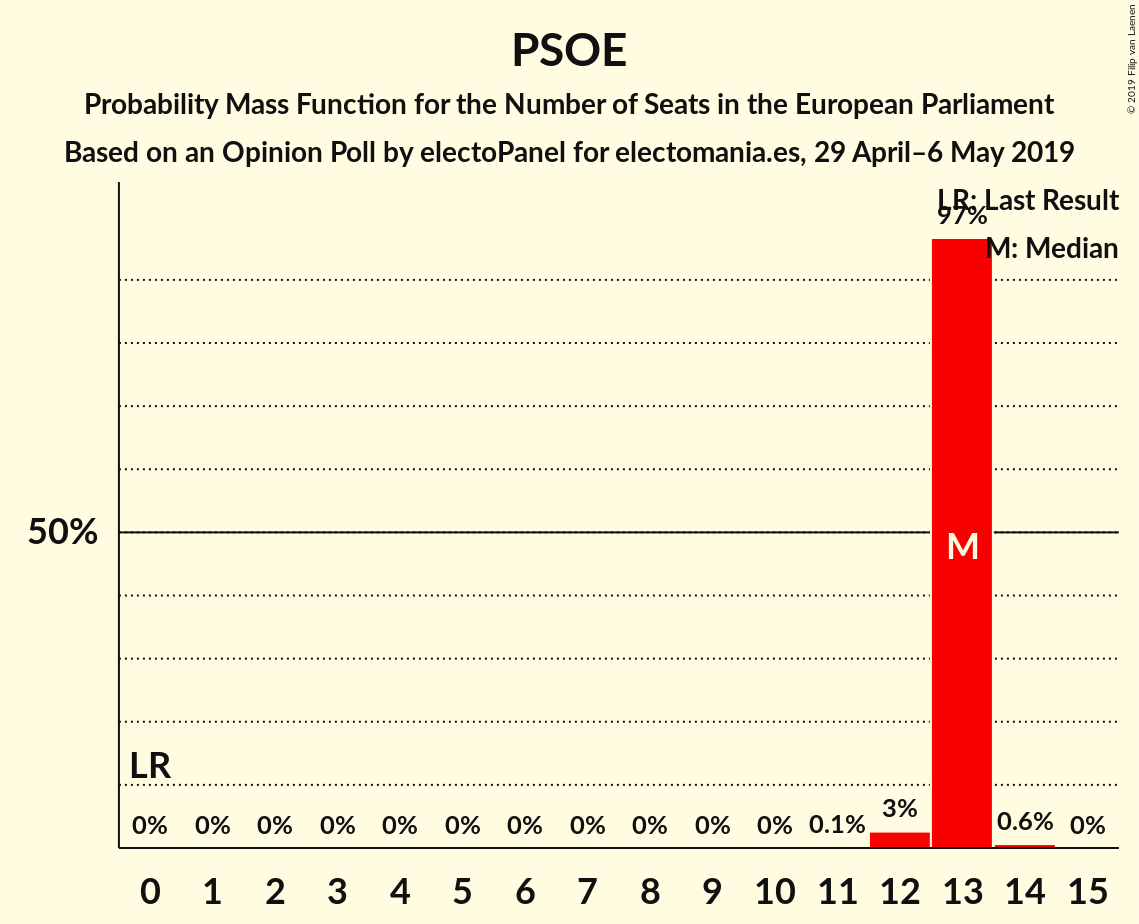 PSOE
Probability Mass Function for the Number of Seats in the European Parliament
Based on an Opinion Poll by electoPanel for electomania.es, 29 April–6 May 2019
© 2019 Filip van Laenen
LR: Last Result
97%
M: Median
50%
M
LR
0% 0% 0% 0% 0% 0% 0% 0% 0% 0% 0% 0.1% 3% 0.6% 0%
0 1 2 3 4 5 6 7 8 9 10 11 12 13 14 15